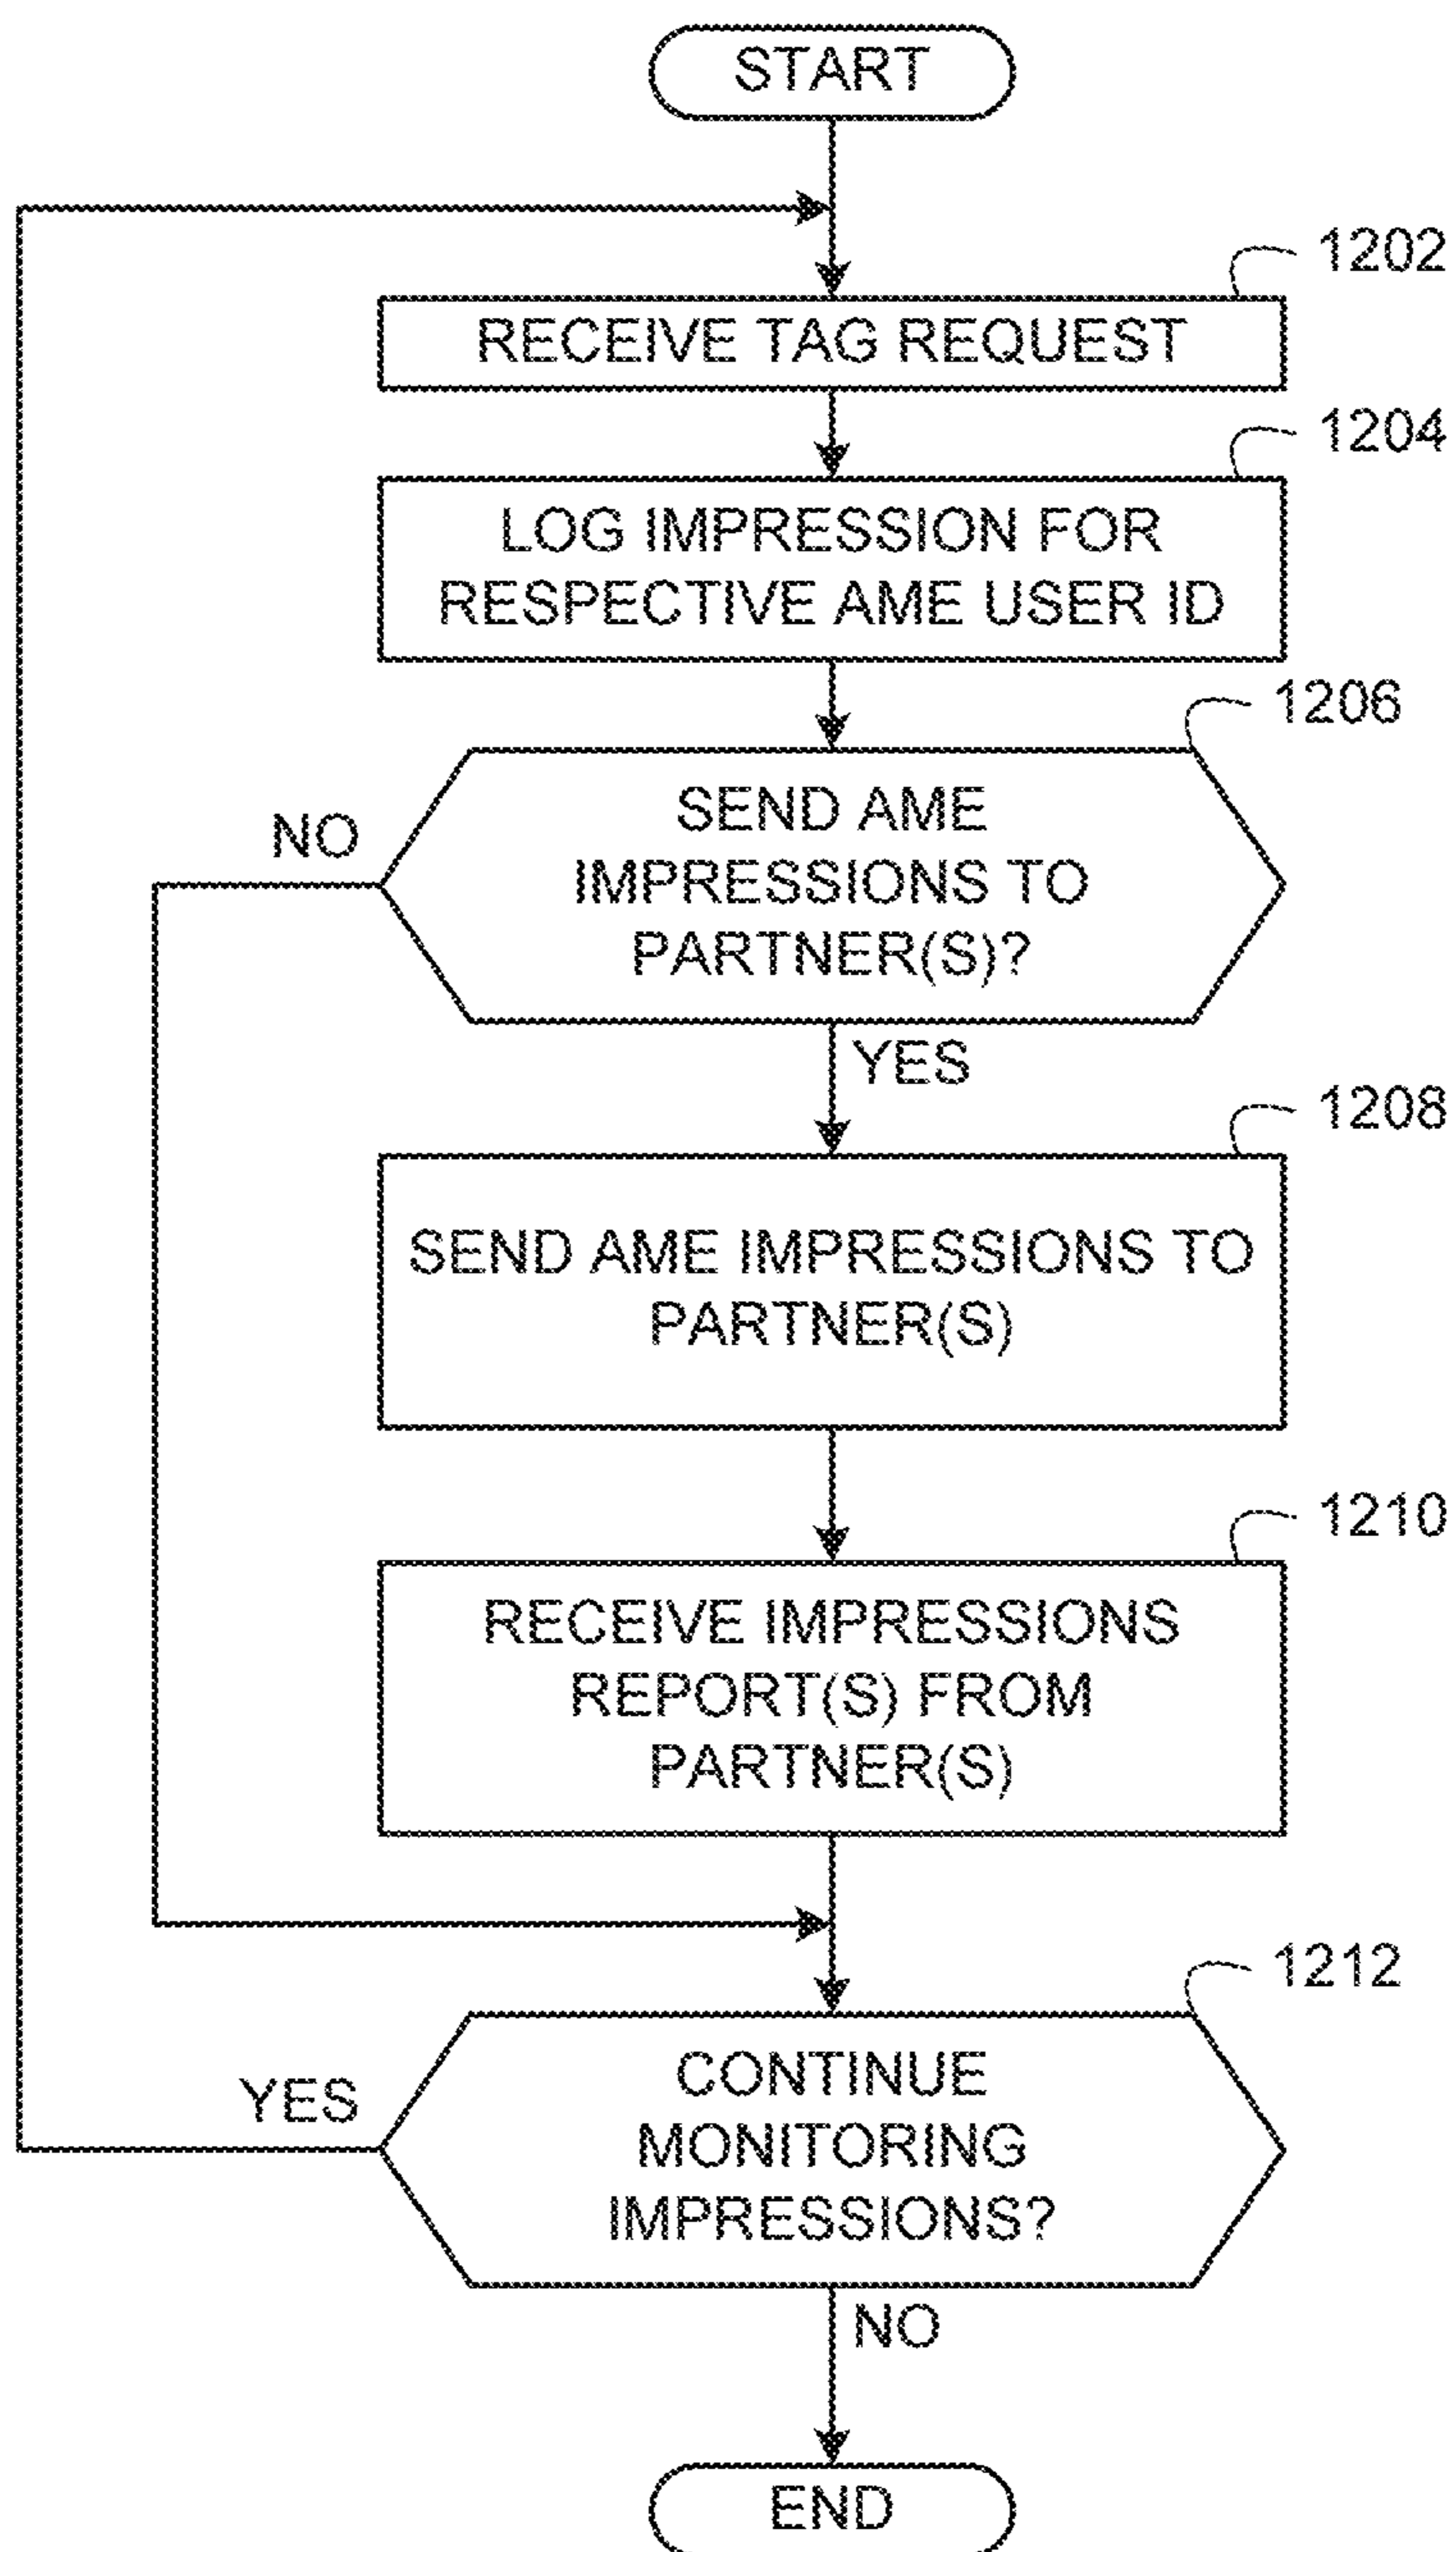 START
1202
RECEIVE TAG REQUEST
1204
LOG IMPRESSION FOR
RESPECTIVE AME USER ID
1206
SEND AME
IMPRESSIONS TO
PARTNER(S)?
NO
YES
1208
SEND AME IMPRESSIONS TO
PARTNER(S)
1210
RECEIVE IMPRESSIONS
REPORT(S) FROM
PARTNER(S)
1212
CONTINUE
MONITORING
IMPRESSIONS?
YES
NO
END